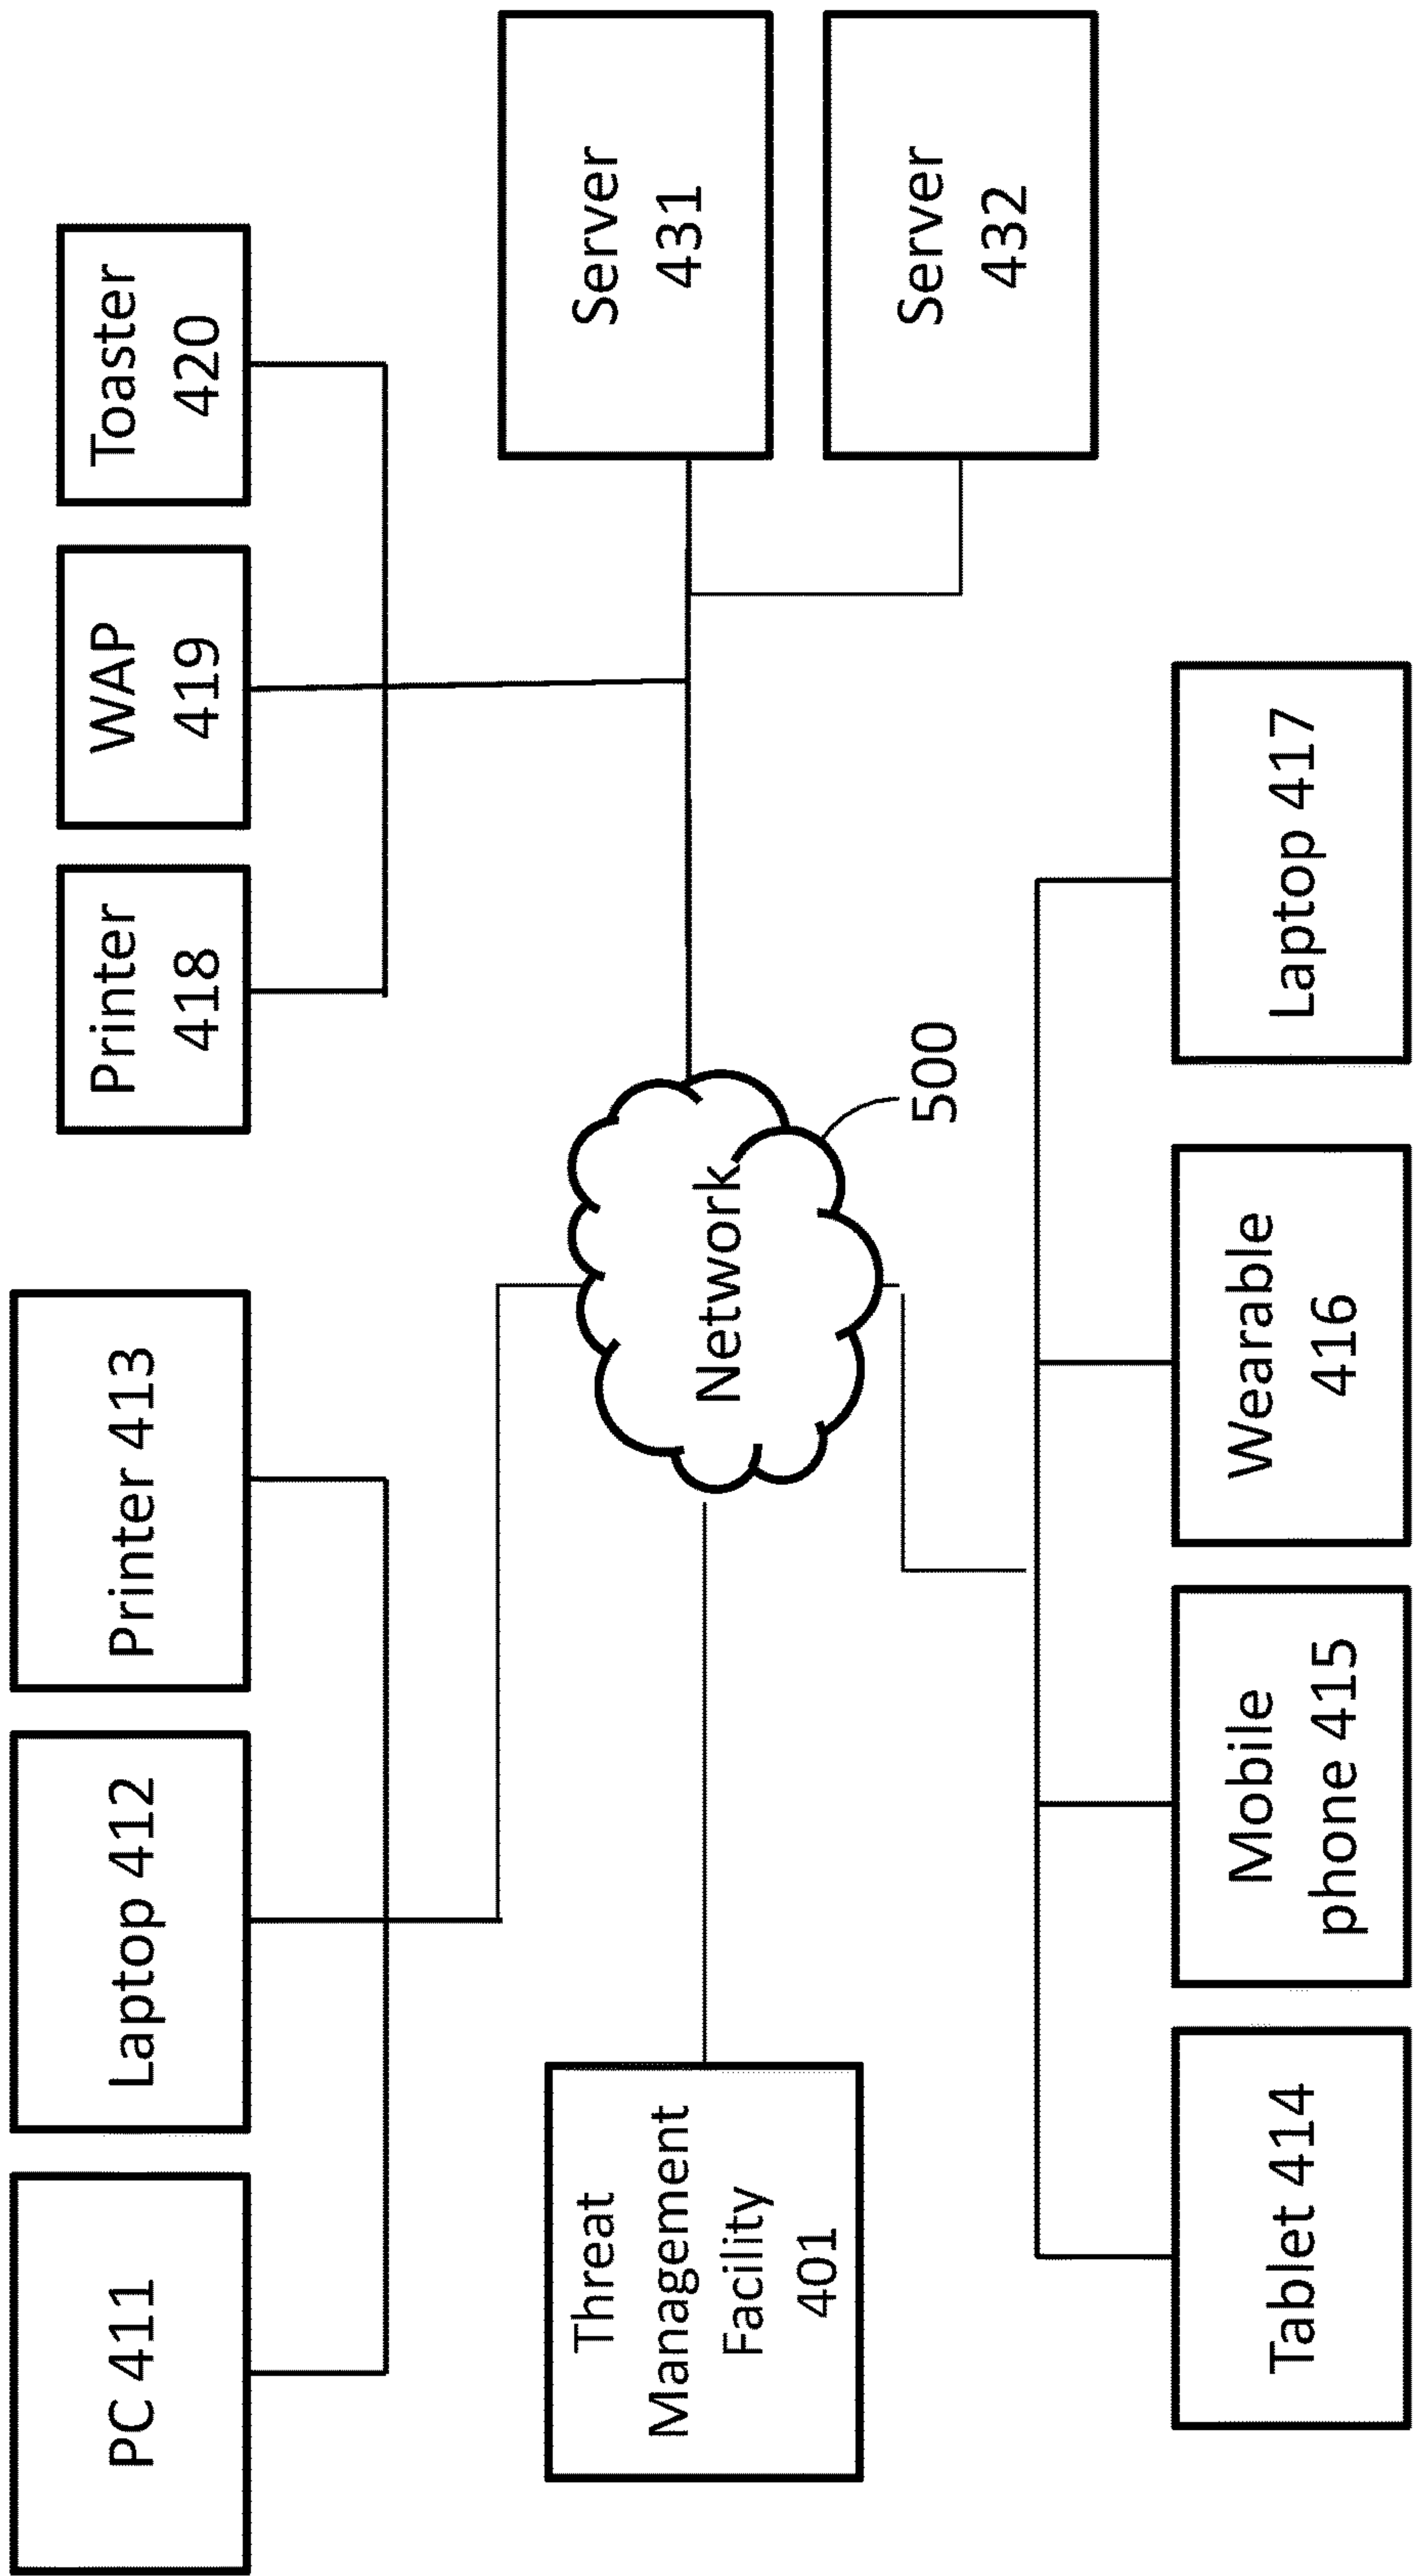 PC 411
Laptop 412
Printer 413
Printer
418
WAP
419
Toaster
420
Threat
Management
Facility
401
Network
500
Server
431
Server
432
Tablet 414
Mobile
phone 415
Wearable
416
Laptop 417